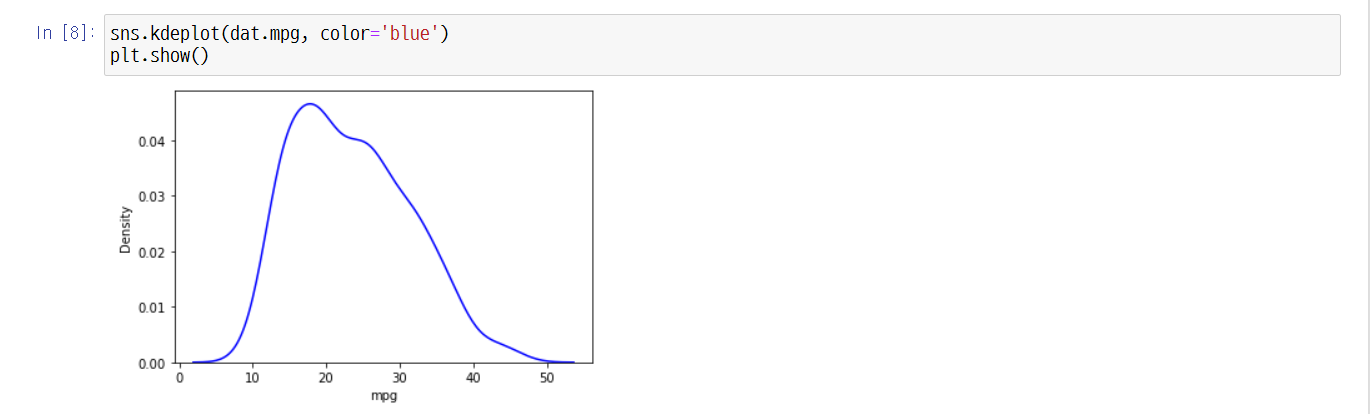 In [8]:
sns.kdeplot(dat.mpg, color='blue')
plt.show()
0.04
0.03
0.02
0.01
0.00
Density
0 10 20 30 40 50
mpg